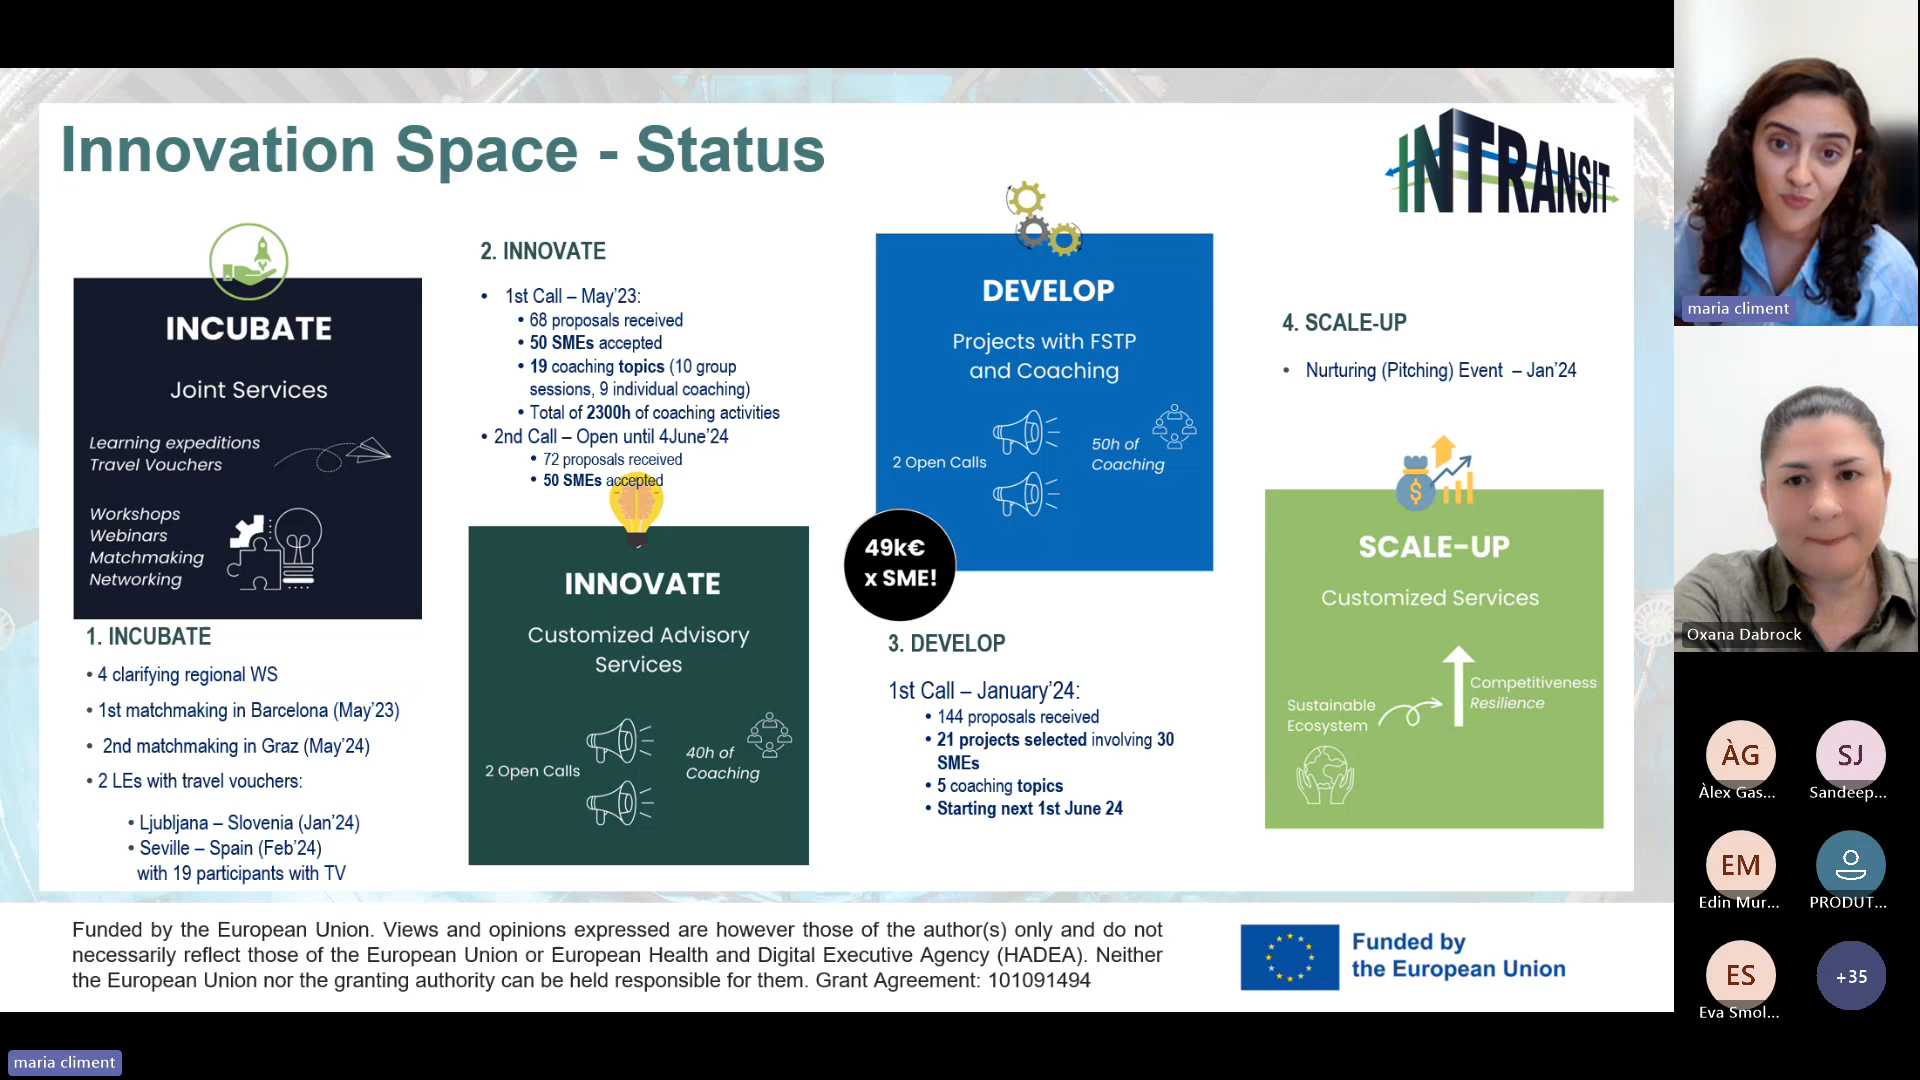 Innovation Space - Status
INTRANSIT
INCUBATE
Joint Services
Learning expeditions
Travel Vouchers
Workshops
Webinars
Matchmaking
Networking
1. INCUBATE
• 4 clarifying regional WS
• 1st matchmaking in Barcelona (May'23)
• 2nd matchmaking in Graz (May'24)
• 2 LEs with travel vouchers:
• Ljubljana – Slovenia (Jan'24)
• Seville – Spain (Feb'24)
with 19 participants with TV
2. INNOVATE
• 1st Call – May'23:
• 68 proposals received
• 50 SMEs accepted
• 19 coaching topics (10 group
sessions, 9 individual coaching)
• Total of 2300h of coaching activities
• 2nd Call – Open until 4June'24
• 72 proposals received
• 50 SMEs accepted
INNOVATE
Customized Advisory
Services
2 Open Calls
40h of
Coaching
DEVELOP
Projects with FSTP
and Coaching
2 Open Calls
50h of
Coaching
49k€
x SME!
3. DEVELOP
1st Call – January'24:
• 144 proposals received
• 21 projects selected involving 30
SMEs
• 5 coaching topics
• Starting next 1st June 24
4. SCALE-UP
• Nurturing (Pitching) Event – Jan'24
$
SCALE-UP
Customized Services
Sustainable
Ecosystem
Competitiveness
Resilience
Funded by the European Union. Views and opinions expressed are however those of the author(s) only and do not
necessarily reflect those of the European Union or European Health and Digital Executive Agency (HADEA). Neither
the European Union nor the granting authority can be held responsible for them. Grant Agreement: 101091494
Funded by
the European Union
maria climent
maria climent
Oxana Dabrock
ÀG
Àlex Gas...
SJ
Sandeep...
EM
Edin Mur...
PRODUT...
ES
Eva Smol...
+35